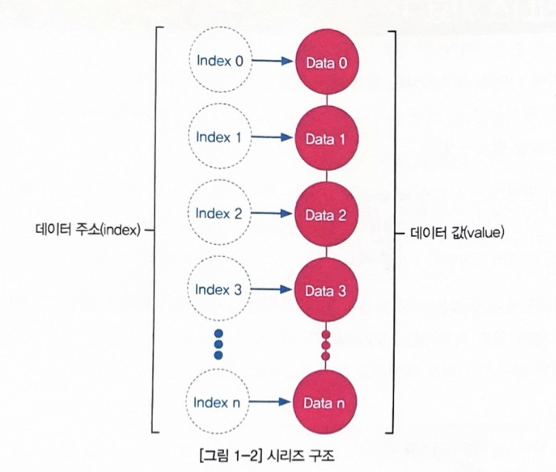 Index 0 Data 0
Index 1 Data 1
Index 2 Data 2
데이터 주소(index) 데이터 값(value)
Index 3 Data 3
Index n Data n
[그림 1-2] 시리즈 구조